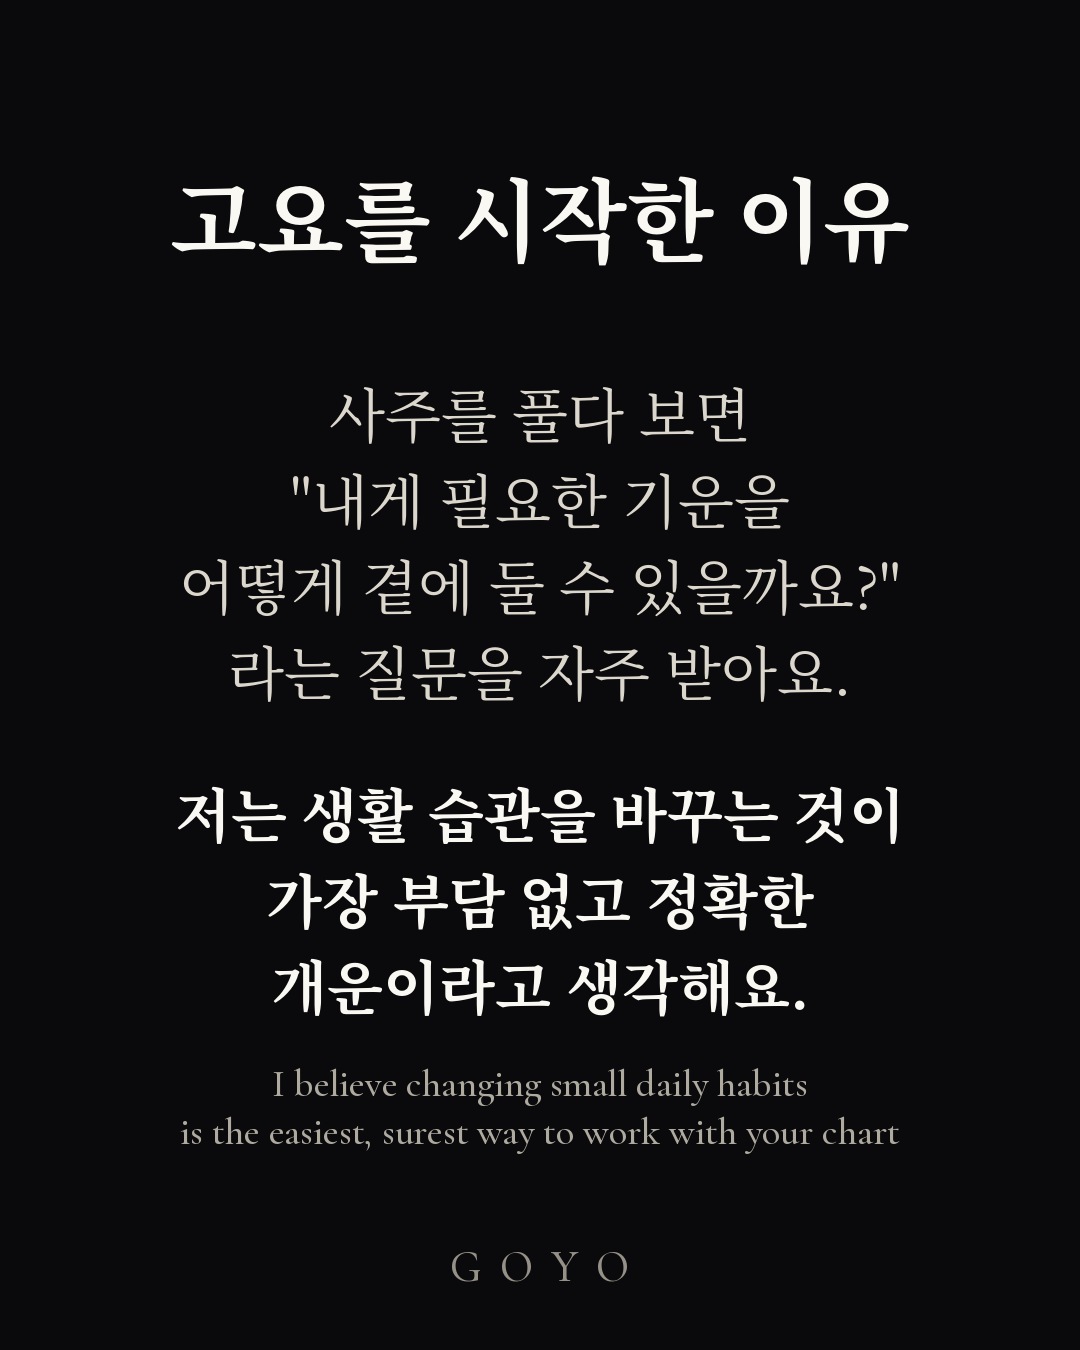 고요를 시작한 이유
사주를 풀다 보면
"내게 필요한 기운을
어떻게 곁에 둘 수 있을까요?"
라는 질문을 자주 받아요.
저는 생활 습관을 바꾸는 것이
가장 부담 없고 정확한
개운이라고 생각해요.
I believe changing small daily habits
is the easiest, surest way to work with your chart
GOYO